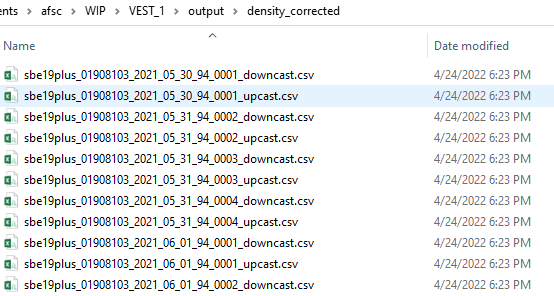 ents > afsc > WIP > VEST_1 > output > density_corrected
Name Date modified
sbe19plus_01908103_2021_05_30_94_0001_downcast.csv 4/24/2022 6:23 PM
sbe19plus_01908103_2021_05_30_94_0001_upcast.csv 4/24/2022 6:23 PM
sbe19plus_01908103_2021_05_31_94_0002_downcast.csv 4/24/2022 6:23 PM
sbe19plus_01908103_2021_05_31_94_0002_upcast.csv 4/24/2022 6:23 PM
sbe19plus_01908103_2021_05_31_94_0003_downcast.csv 4/24/2022 6:23 PM
sbe19plus_01908103_2021_05_31_94_0003_upcast.csv 4/24/2022 6:23 PM
sbe19plus_01908103_2021_05_31_94_0004_downcast.csv 4/24/2022 6:23 PM
sbe19plus_01908103_2021_05_31_94_0004_upcast.csv 4/24/2022 6:23 PM
sbe19plus_01908103_2021_06_01_94_0001_downcast.csv 4/24/2022 6:23 PM
sbe19plus_01908103_2021_06_01_94_0001_upcast.csv 4/24/2022 6:23 PM
sbe19plus_01908103_2021_06_01_94_0002_downcast.csv 4/24/2022 6:23 PM